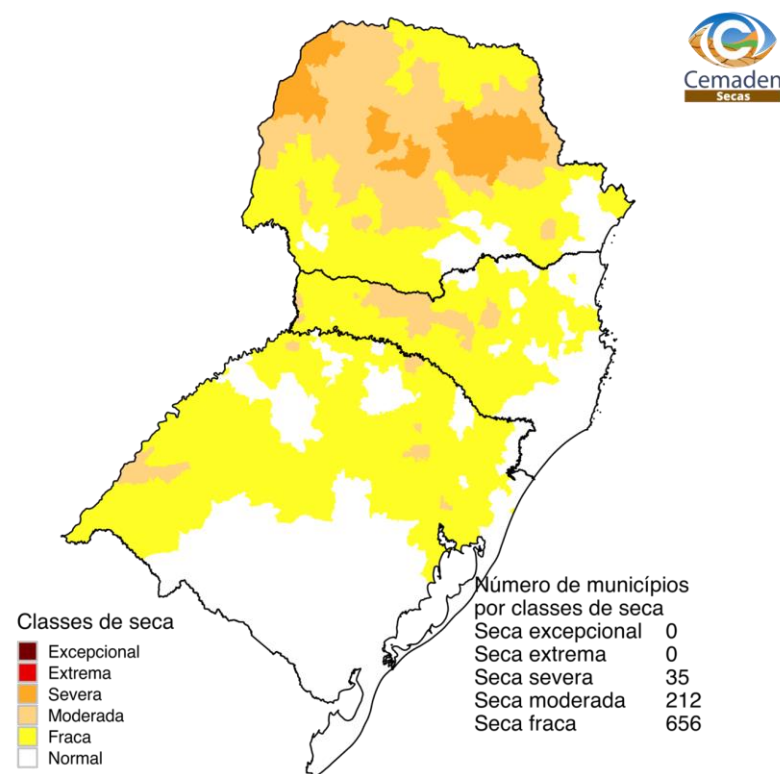 Cemaden
Secas
Número de municípios
por classes de seca
Seca excepcional 0
Seca extrema 0
Seca severa 35
Seca moderada 212
Seca fraca 656
Classes de seca
Excepcional
Extrema
Severa
Moderada
Fraca
Normal